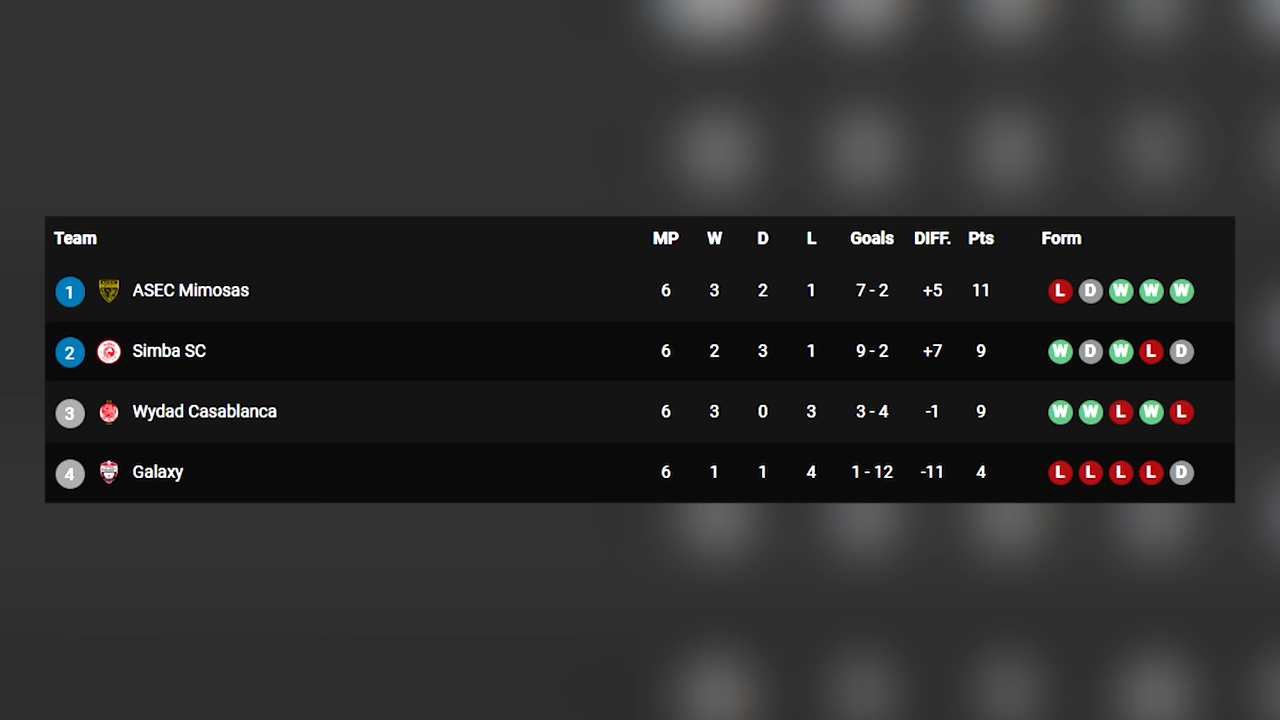 Team MP W D L Goals DIFF. Pts Form
1 ASEC Mimosas 6 3 2 1 7 - 2 +5 11 L D W W W
2 Simba SC 6 2 3 1 9 - 2 +7 9 W D W L D
3 Wydad Casablanca 6 3 0 3 3 - 4 -1 9 W W L W L
4 Galaxy 6 1 1 4 1 - 12 -11 4 L L L L D